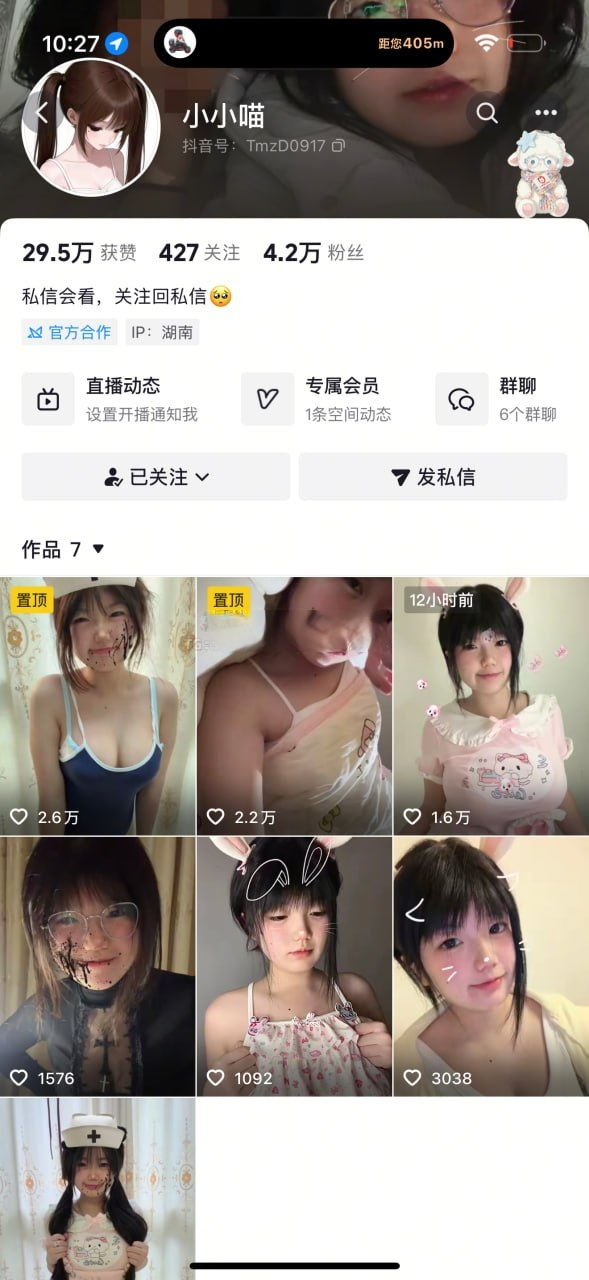 10:27
距您405m
小小喵
抖音号：TmzD0917
29.5万 获赞 427 关注 4.2万 粉丝
私信会看，关注回私信🥺
官方合作 IP：湖南
直播动态
设置开播通知我
专属会员
1条空间动态
群聊
6个群聊
已关注
发私信
作品 7
置顶
置顶
12小时前
2.6万
2.2万
1.6万
1576
1092
3038